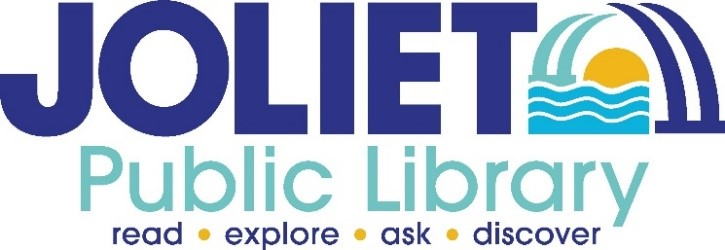 JOLIET
Public Library
read • explore • ask • discover